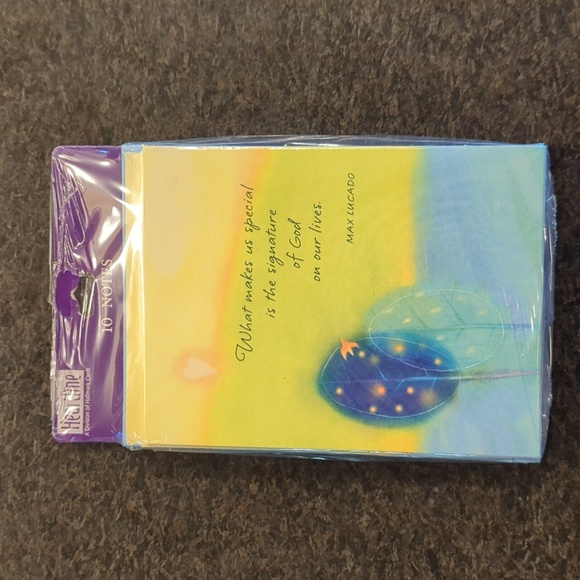 Heartline
A Division of Hallmark Cards
10 NOTES
What makes us special
is the signature
of God
on our lives.
MAX LUCADO